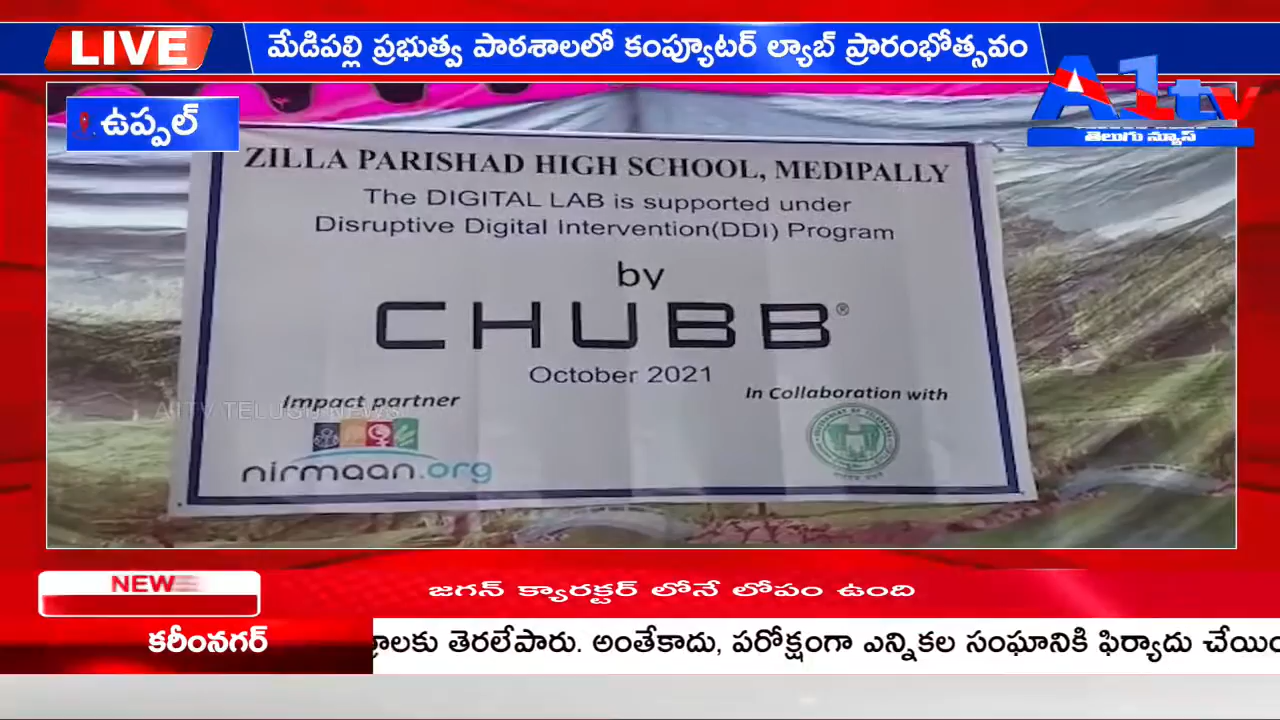 LIVE
మేడిపల్లి ప్రభుత్వ పాఠశాలలో కంప్యూటర్ ల్యాబ్ ప్రారంభోత్సవం
A1tv
తెలుగు న్యూస్
ఉప్పల్
ZILLA PARISHAD HIGH SCHOOL, MEDIPALLY
The DIGITAL LAB is supported under
Disruptive Digital Intervention(DDI) Program
by
CHUBB®
October 2021
Impact partner
In Collaboration with
A1TV TELUGU NEWS
nirmaan.org
NEWS
జగన్ క్యారక్టర్ లోనే లోపం ఉంది
కరీంనగర్
తెరలేపారు. అంతేకాదు, పరోక్షంగా ఎన్నికల సంఘానికి ఫిర్యాదు